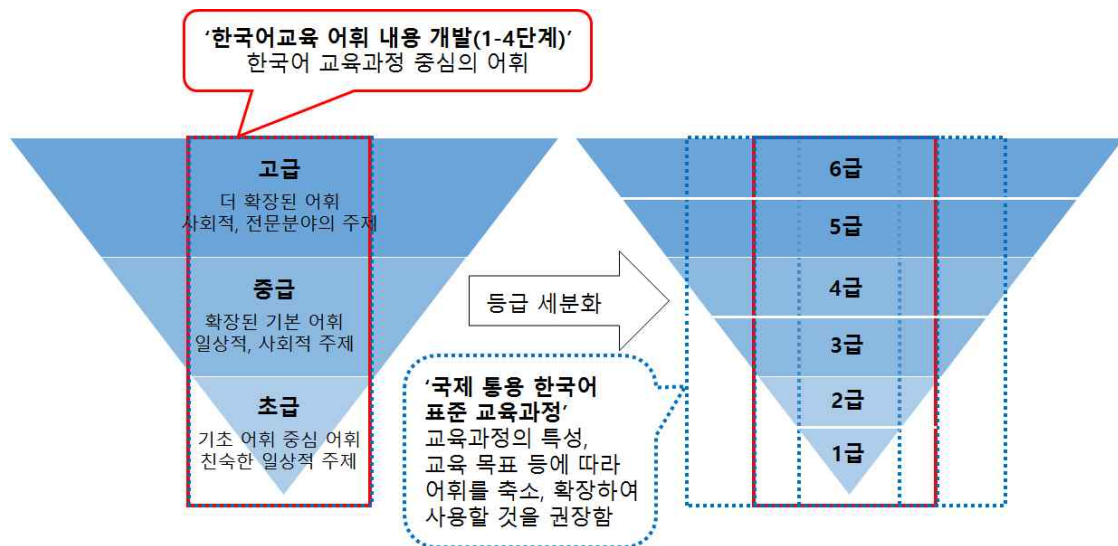 ‘한국어교육 어휘 내용 개발(1-4단계)’
한국어 교육과정 중심의 어휘
고급
더 확장된 어휘
사회적, 전문분야의 주제
중급
확장된 기본 어휘
일상적, 사회적 주제
초급
기초 어휘 중심 어휘
친숙한 일상적 주제
등급 세분화
‘국제 통용 한국어
표준 교육과정’
교육과정의 특성,
교육 목표 등에 따라
어휘를 축소, 확장하여
사용할 것을 권장함
6급
5급
4급
3급
2급
1급